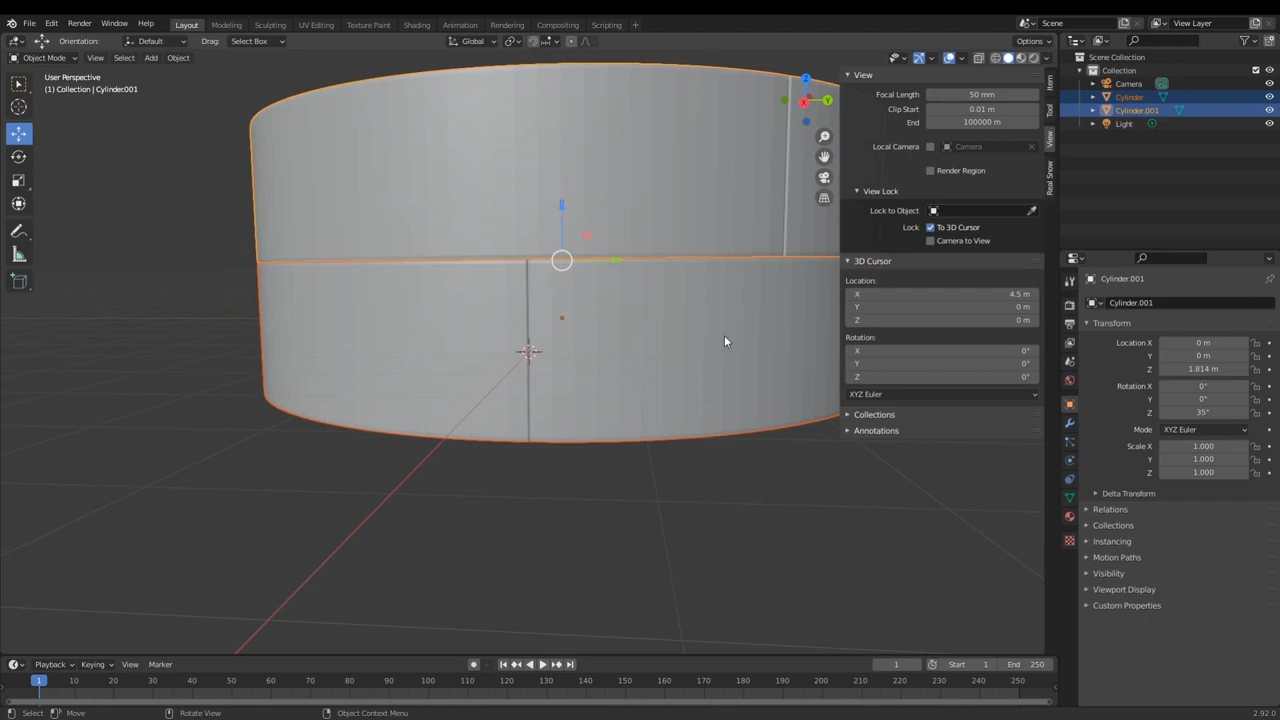 File Edit Render Window Help Layout Modeling Sculpting UV Editing Texture Paint Shading Animation Rendering Compositing Scripting + Scene View Layer
Orientation: Default Drag: Select Box Global Options
Object Mode View Select Add Object
User Perspective
(1) Collection | Cylinder.001
Z
X
Y
View
Focal Length 50 mm
Clip Start 0.01 m
End 100000 m
Local Camera Camera
Render Region
View Lock
Lock to Object
Lock To 3D Cursor
Camera to View
3D Cursor
Location:
X 4.5 m
Y 0 m
Z 0 m
Rotation:
X 0°
Y 0°
Z 0°
XYZ Euler
Collections
Annotations
Item
Tool
View
Real Snow
Scene Collection
Collection
Camera
Cylinder
Cylinder.001
Light
Cylinder.001
Cylinder.001
Transform
Location X 0 m
Y 0 m
Z 1.814 m
Rotation X 0°
Y 0°
Z 35°
Mode XYZ Euler
Scale X 1.000
Y 1.000
Z 1.000
Delta Transform
Relations
Collections
Instancing
Motion Paths
Visibility
Viewport Display
Custom Properties
Playback Keying View Marker 1 Start 1 End 250
1 10 20 30 40 50 60 70 80 90 100 110 120 130 140 150 160 170 180 190 200 210 220 230 240 250
Select Move Rotate View Object Context Menu 2.92.0